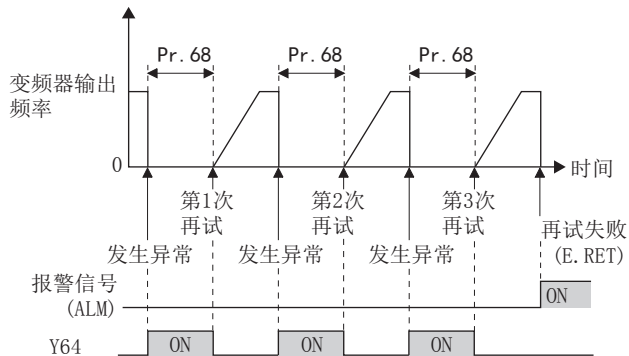 Pr.68 Pr.68 Pr.68
变频器输出
频率
0
时间
第1次
再试
第2次
再试
第3次
再试
发生异常 发生异常 发生异常
再试失败
(E.RET)
报警信号
(ALM)
ON
Y64 ON ON ON